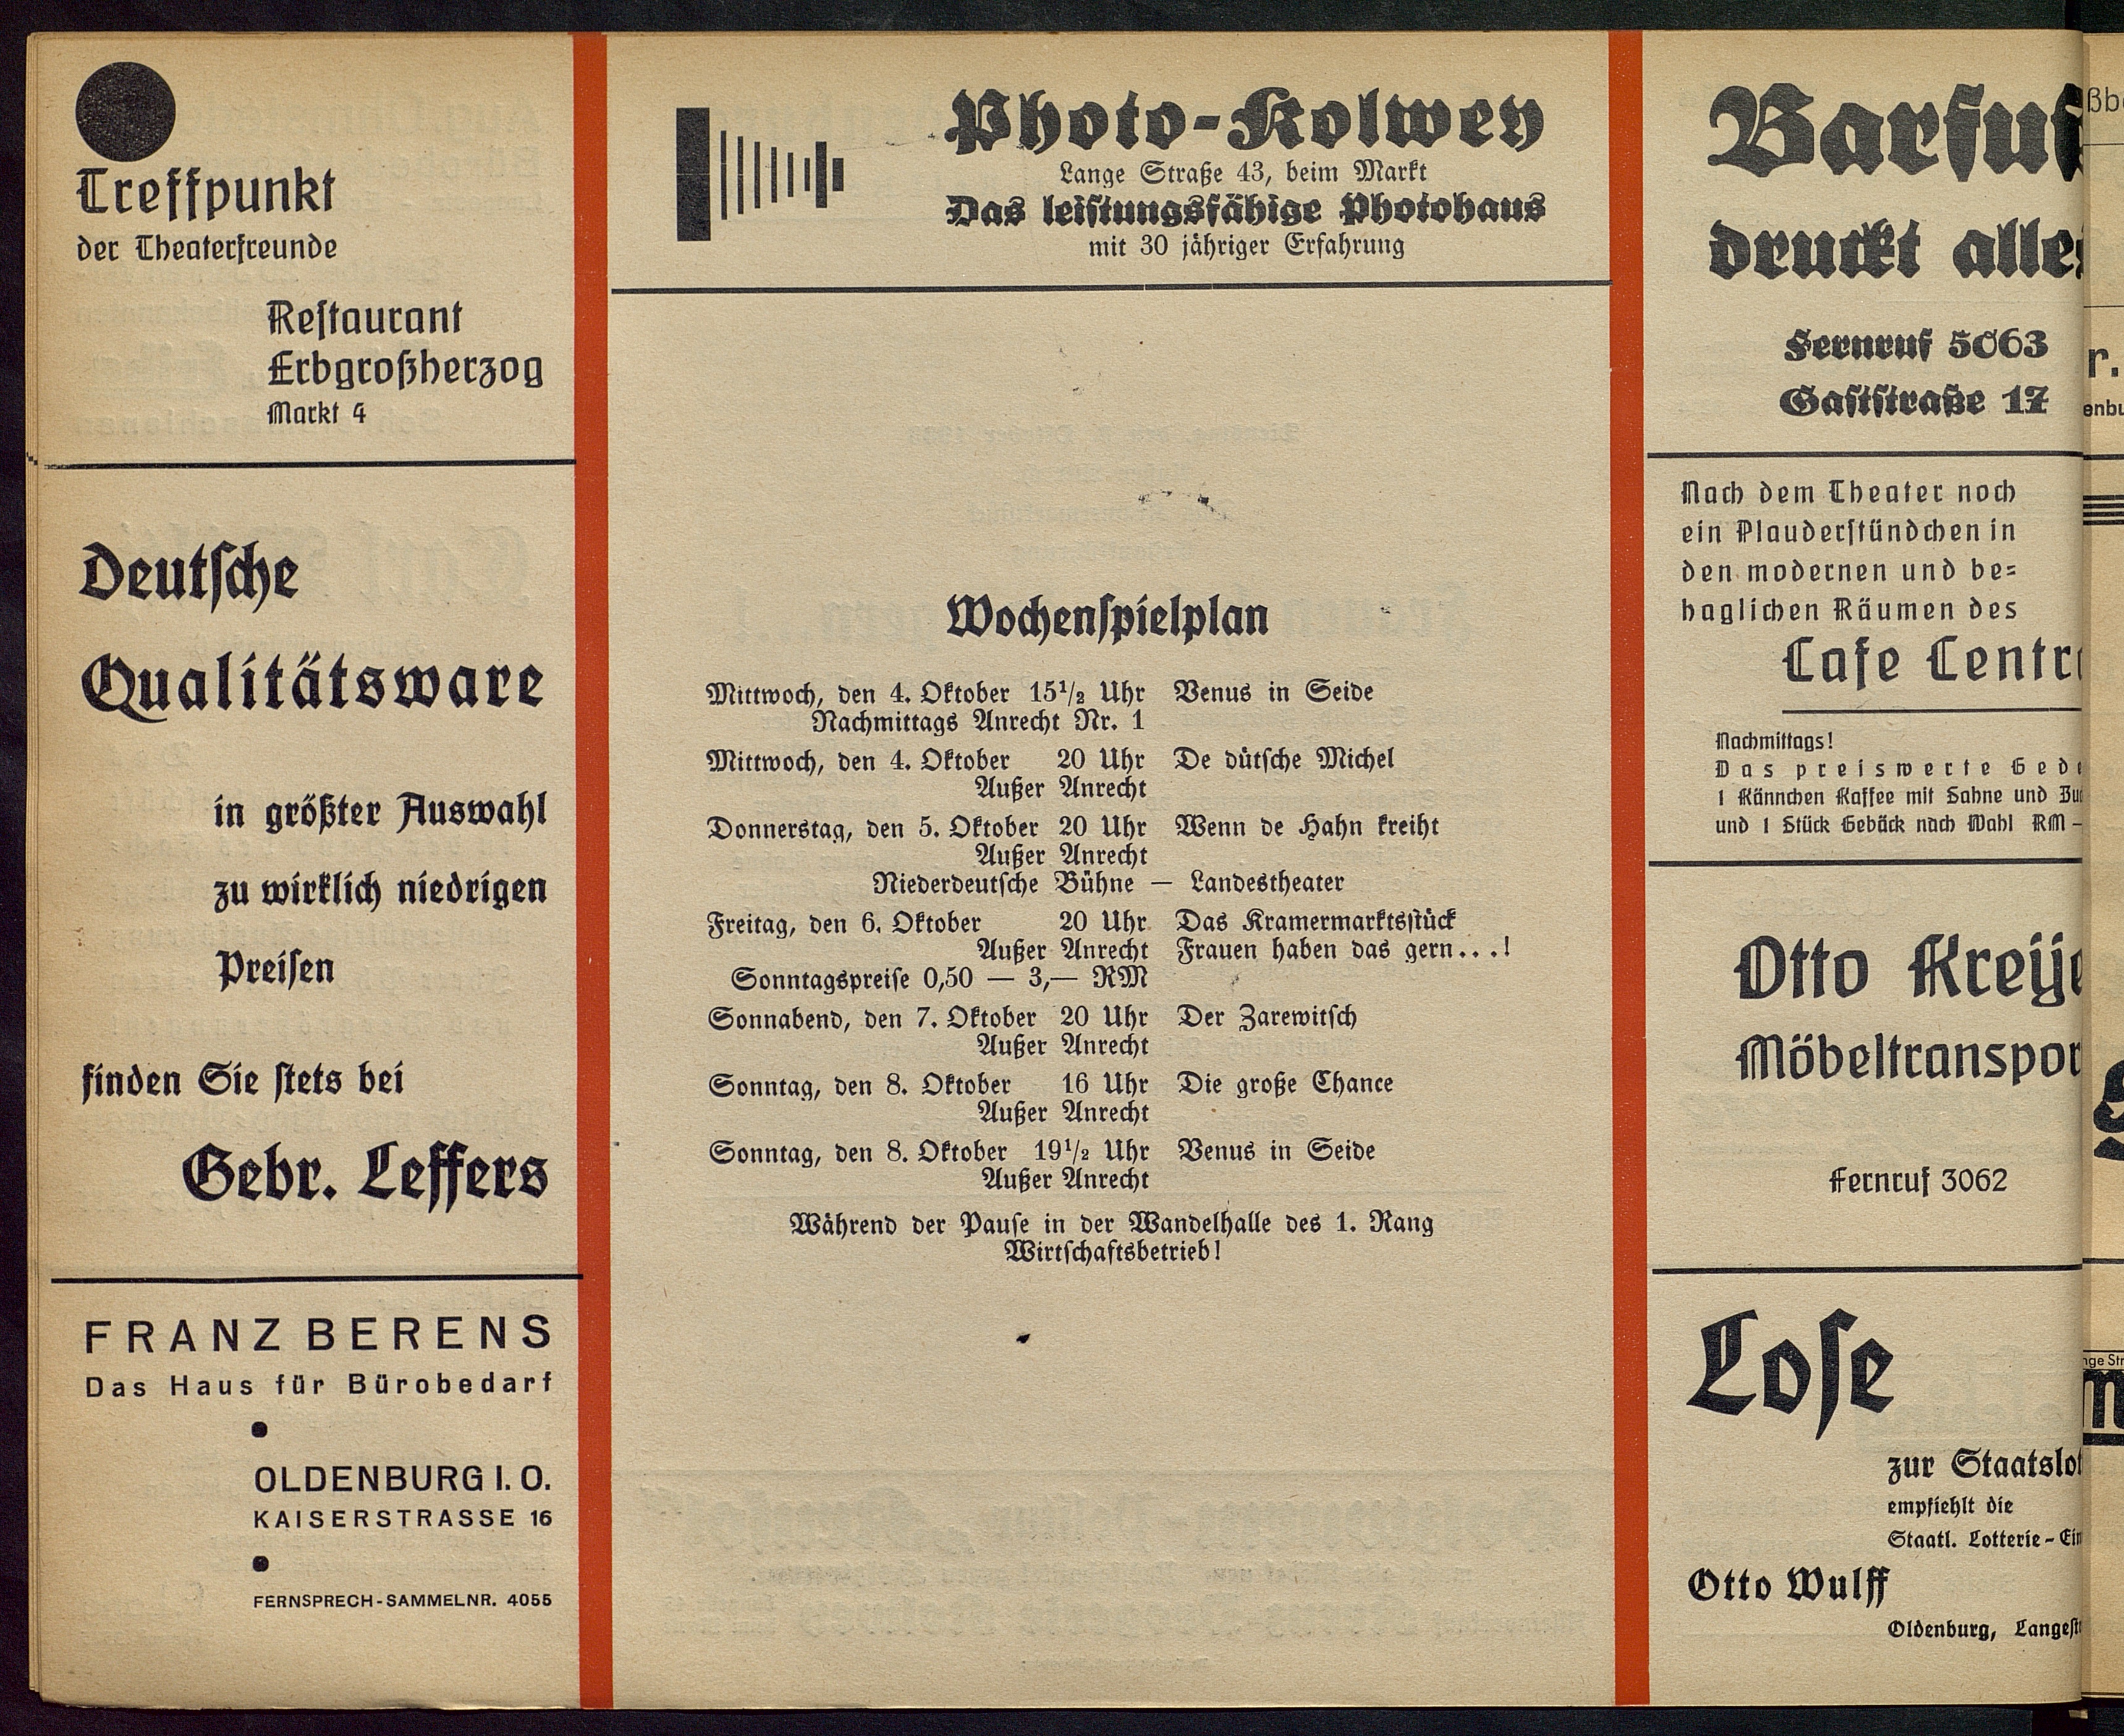 Treffpunkt
der Theaterfreunde
Restaurant
Erbgroßherzog
Markt 4
Deutsche
Qualitätsware
in größter Auswahl
zu wirklich niedrigen
Preisen
finden Sie stets bei
Gebr. Leffers
FRANZ BERENS
Das Haus für Bürobedarf
OLDENBURG I. O.
KAISERSTRASSE 16
FERNSPRECH-SAMMELNR. 4055
Photo-Kolwey
Lange Straße 43, beim Markt
Das leistungsfähige Photohaus
mit 30 jähriger Erfahrung
Wochenspielplan
Mittwoch, den 4. Oktober 15½ Uhr Venus in Seide
Nachmittags Anrecht Nr. 1
Mittwoch, den 4. Oktober 20 Uhr De dütsche Michel
Außer Anrecht
Donnerstag, den 5. Oktober 20 Uhr Wenn de Hahn kreiht
Außer Anrecht
Niederdeutsche Bühne — Landestheater
Freitag, den 6. Oktober 20 Uhr Das Kramermarktsstück
Außer Anrecht Frauen haben das gern...!
Sonntagspreise 0,50 — 3,— RM
Sonnabend, den 7. Oktober 20 Uhr Der Zarewitsch
Außer Anrecht
Sonntag, den 8. Oktober 16 Uhr Die große Chance
Außer Anrecht
Sonntag, den 8. Oktober 19½ Uhr Venus in Seide
Außer Anrecht
Während der Pause in der Wandelhalle des 1. Rang
Wirtschaftsbetrieb!
druckt
Fernruf 5063
Gaststraße 17
Nach dem Theater noch
ein Plauderstündchen in
den modernen und be=
haglichen Räumen des
Cafe
Nachmittags!
Das preiswerte
1 Kännchen Kaffee mit Sahne und
und 1 Stück Gebäck nach Wahl RM –
Otto
Fernruf 3062
Lose
zur
empfiehlt die
Staatl. Lotterie-
Otto Wulff
Oldenburg,